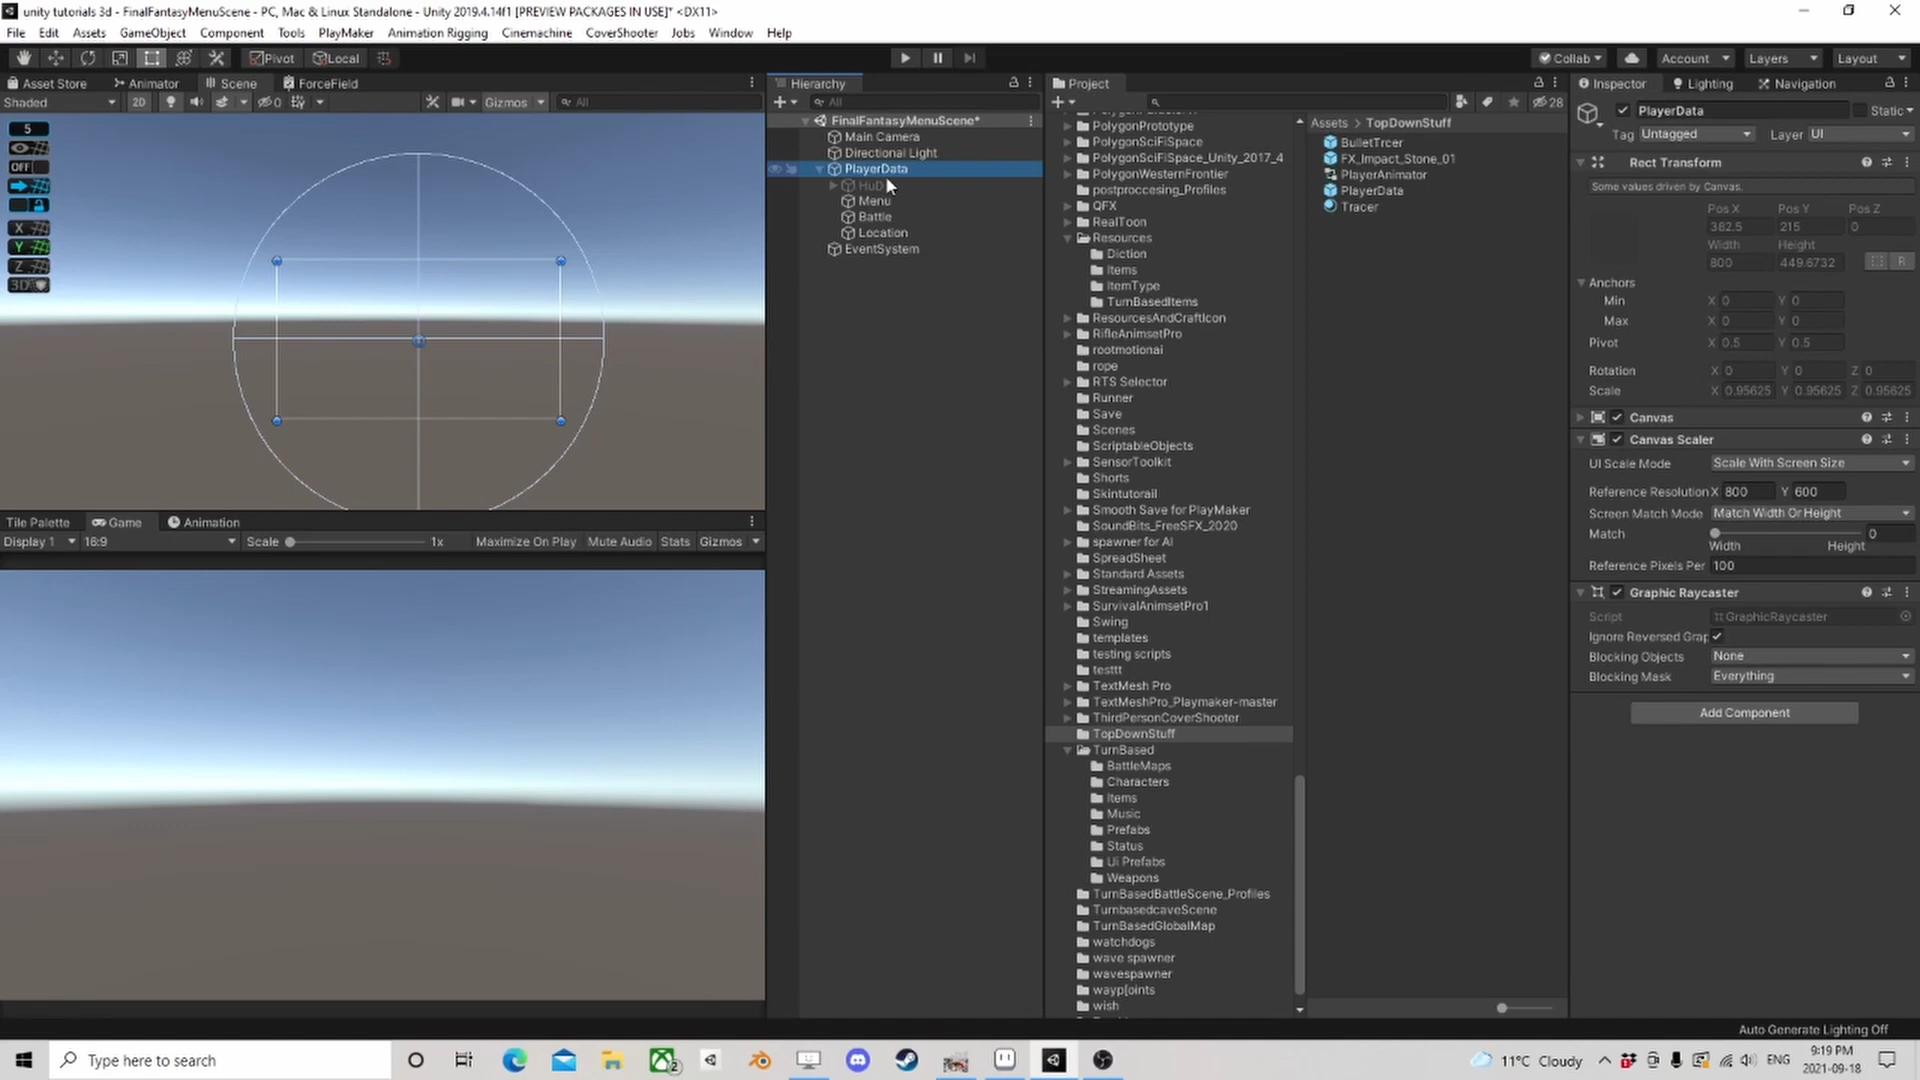 unity tutorials 3d - FinalFantasyMenuScene - PC, Mac & Linux Standalone - Unity 2019.4.14f1 [PREVIEW PACKAGES IN USE]* <DX11>
File Edit Assets GameObject Component Tools PlayMaker Animation Rigging Cinemachine CoverShooter Jobs Window Help
Pivot Local Collab Account Layers Layout
Asset Store Animator Scene ForceField
Shaded 2D 0 Gizmos All
5
OFF
X
Y
Z
3D
Hierarchy
All
FinalFantasyMenuScene*
Main Camera
Directional Light
PlayerData
HuD
Menu
Battle
Location
EventSystem
Tile Palette Game Animation
Display 1 16:9 Scale 1x Maximize On Play Mute Audio Stats Gizmos
Project
28
PolygonPrototype
PolygonSciFiSpace
PolygonSciFiSpace_Unity_2017_4
PolygonWesternFrontier
postproccesing_Profiles
QFX
RealToon
Resources
Diction
Items
ItemType
TurnBasedItems
ResourcesAndCraftIcon
RifleAnimsetPro
rootmotionai
rope
RTS Selector
Runner
Save
Scenes
ScriptableObjects
SensorToolkit
Shorts
Skintutorail
Smooth Save for PlayMaker
SoundBits_FreeSFX_2020
spawner for AI
SpreadSheet
Standard Assets
StreamingAssets
SurvivalAnimsetPro1
Swing
templates
testing scripts
testtt
TextMesh Pro
TextMeshPro_Playmaker-master
ThirdPersonCoverShooter
TopDownStuff
TurnBased
BattleMaps
Characters
Items
Music
Prefabs
Status
Ui Prefabs
Weapons
TurnBasedBattleScene_Profiles
TurnbasedcaveScene
TurnBasedGlobalMap
watchdogs
wave spawner
wavespawner
wayp[oints
wish
Assets > TopDownStuff
BulletTrcer
FX_Impact_Stone_01
PlayerAnimator
PlayerData
Tracer
Inspector Lighting Navigation
PlayerData Static
Tag Untagged Layer UI
Rect Transform
Some values driven by Canvas.
Pos X Pos Y Pos Z
382.5 215 0
Width Height
800 449.6732 R
Anchors
Min X 0 Y 0
Max X 0 Y 0
Pivot X 0.5 Y 0.5
Rotation X 0 Y 0 Z 0
Scale X 0.95625 Y 0.95625 Z 0.95625
Canvas
Canvas Scaler
UI Scale Mode Scale With Screen Size
Reference Resolution X 800 Y 600
Screen Match Mode Match Width Or Height
Match 0
Width Height
Reference Pixels Per 100
Graphic Raycaster
Script GraphicRaycaster
Ignore Reversed Grap
Blocking Objects None
Blocking Mask Everything
Add Component
Auto Generate Lighting Off
Type here to search
2
11°C Cloudy
ENG
9:19 PM
2021-09-18